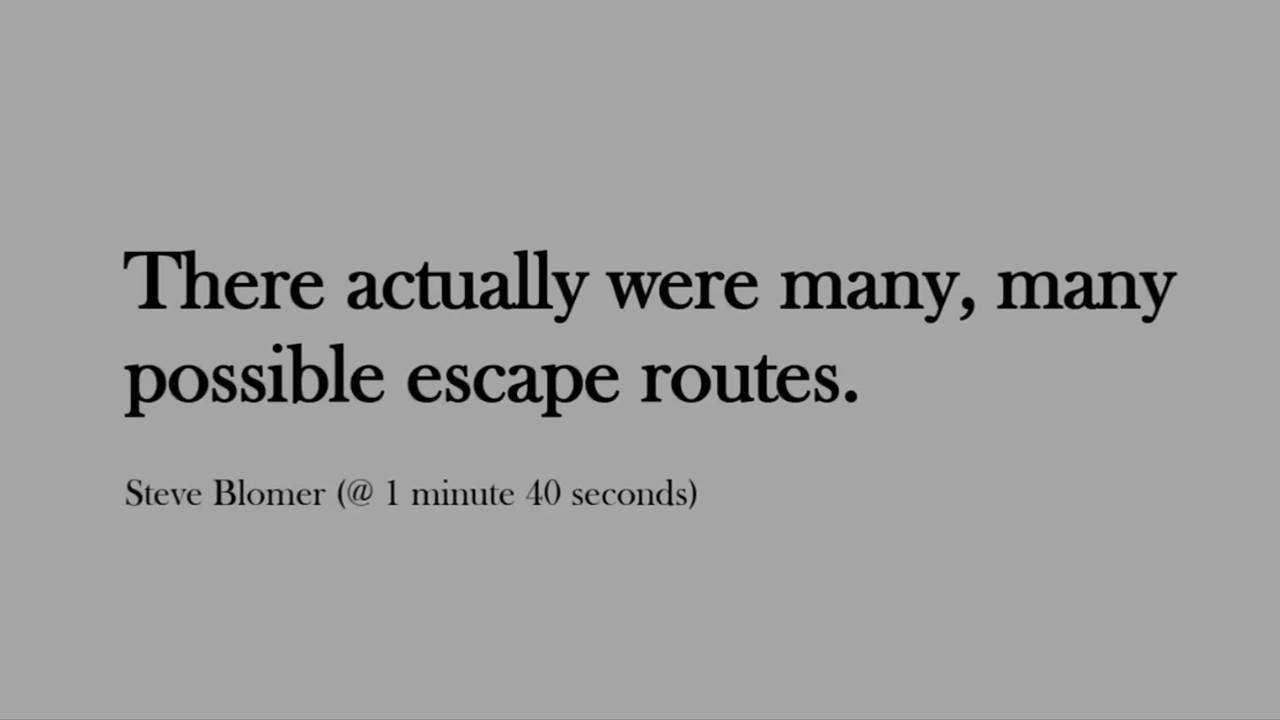 There actually were many, many
possible escape routes.
Steve Blomer (@ 1 minute 40 seconds)